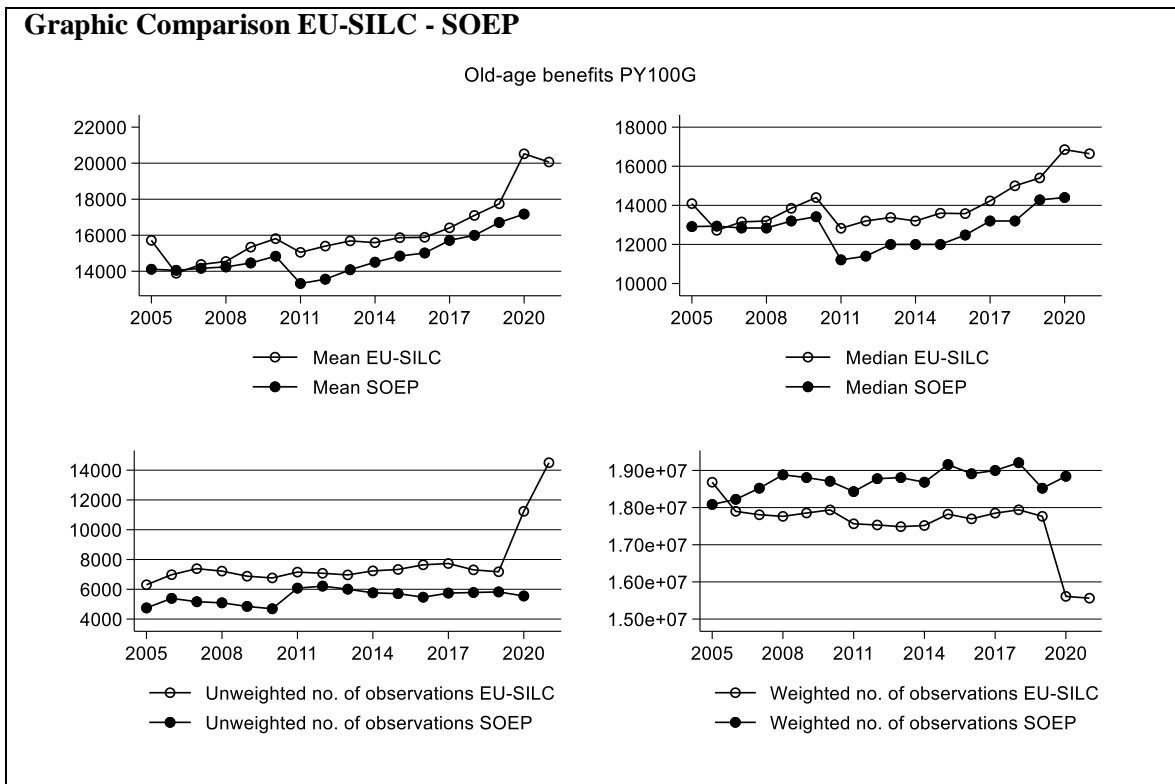 Graphic Comparison EU-SILC - SOEP
Old-age benefits PY100G
22000
20000
18000
16000
14000
2005 2008 2011 2014 2017 2020
Mean EU-SILC
Mean SOEP
18000
16000
14000
12000
10000
2005 2008 2011 2014 2017 2020
Median EU-SILC
Median SOEP
14000
12000
10000
8000
6000
4000
2005 2008 2011 2014 2017 2020
Unweighted no. of observations EU-SILC
Unweighted no. of observations SOEP
1.90e+07
1.80e+07
1.70e+07
1.60e+07
1.50e+07
2005 2008 2011 2014 2017 2020
Weighted no. of observations EU-SILC
Weighted no. of observations SOEP